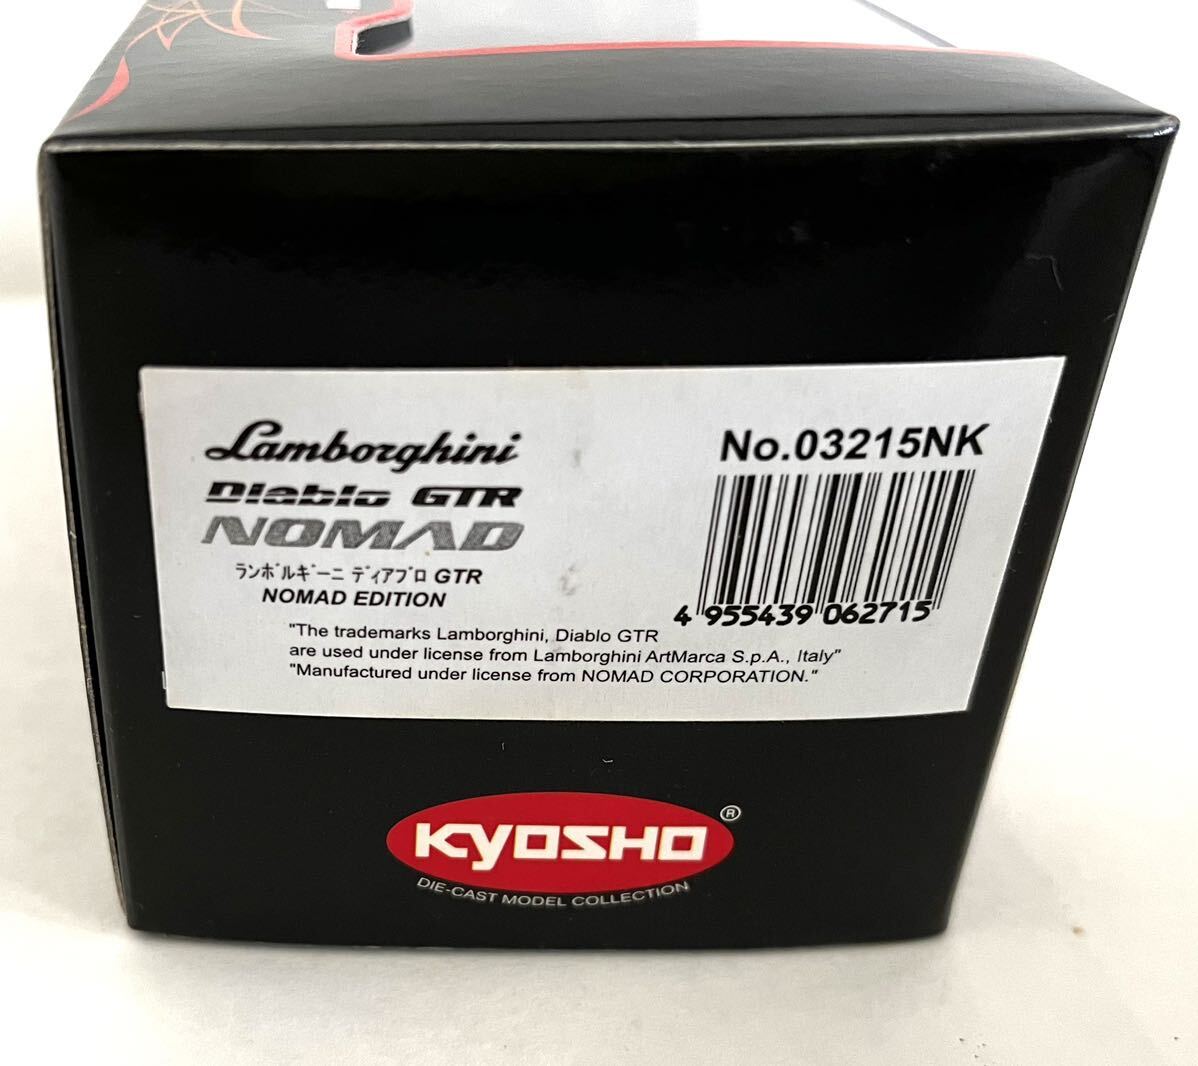 Lamborghini
Diablo GTR
NOMAD
ランボルギーニ ディアブロ GTR
NOMAD EDITION
No.03215NK
4 955439 062715
"The trademarks Lamborghini, Diablo GTR
are used under license from Lamborghini ArtMarca S.p.A., Italy"
"Manufactured under license from NOMAD CORPORATION."
KYOSHO®
DIE-CAST MODEL COLLECTION